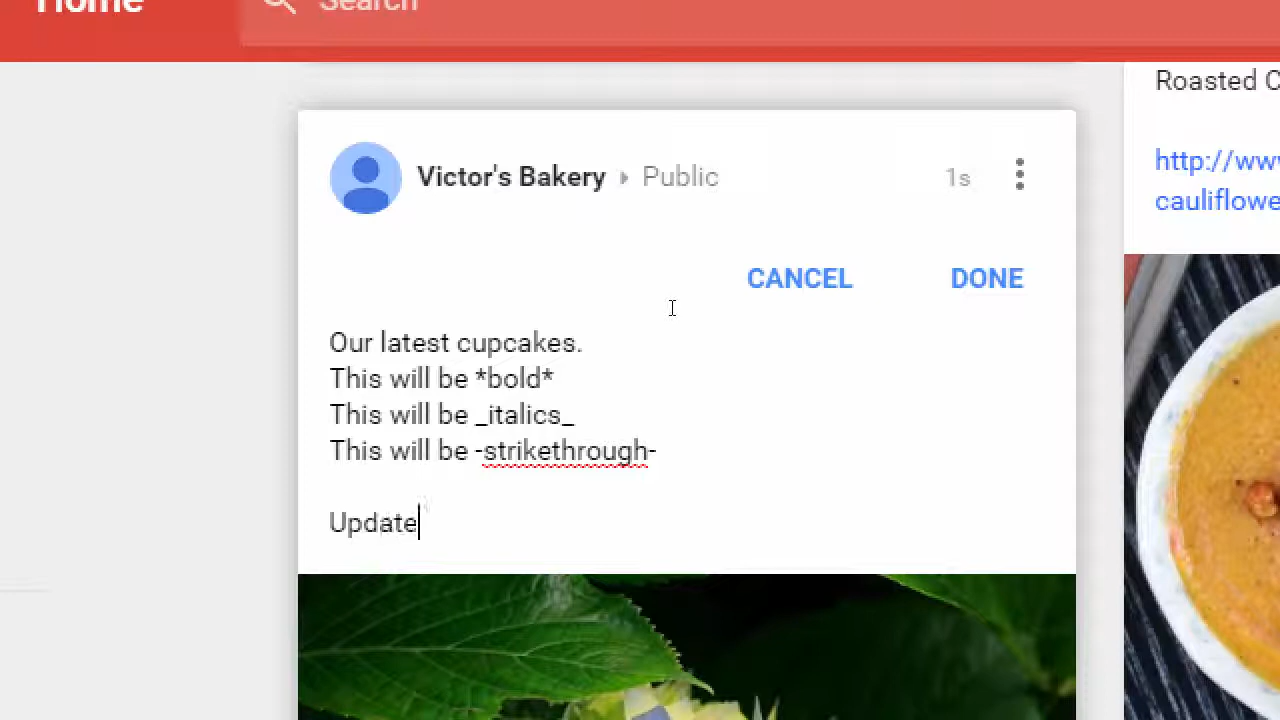 Home
Search
Victor's Bakery
Public
1s
CANCEL
DONE
Our latest cupcakes.
This will be *bold*
This will be _italics_
This will be -strikethrough-
Update
Roasted C
http://www
cauliflowe